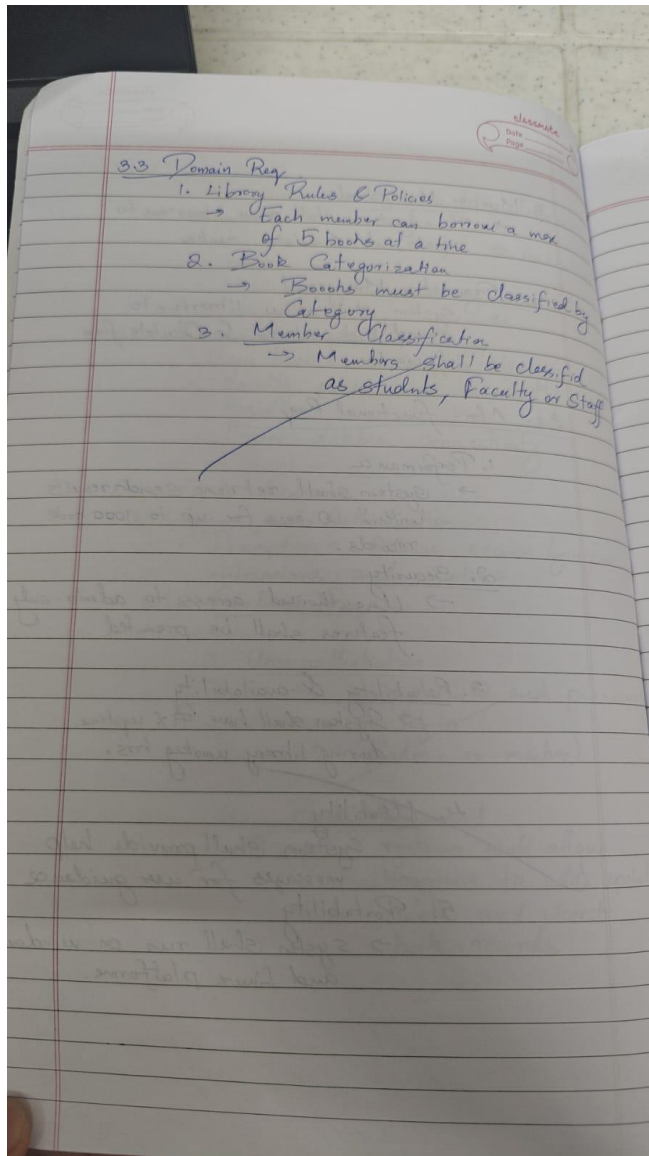 classmate
Date
Page
3.3 Domain Req.
1. Library Rules & Policies
→ Each member can borrow a max
of 5 books at a time
2. Book Categorization
→ Boooks must be classified by
Category
3. Member Classification
→ Members shall be classifid
as students, Faculty or Staff